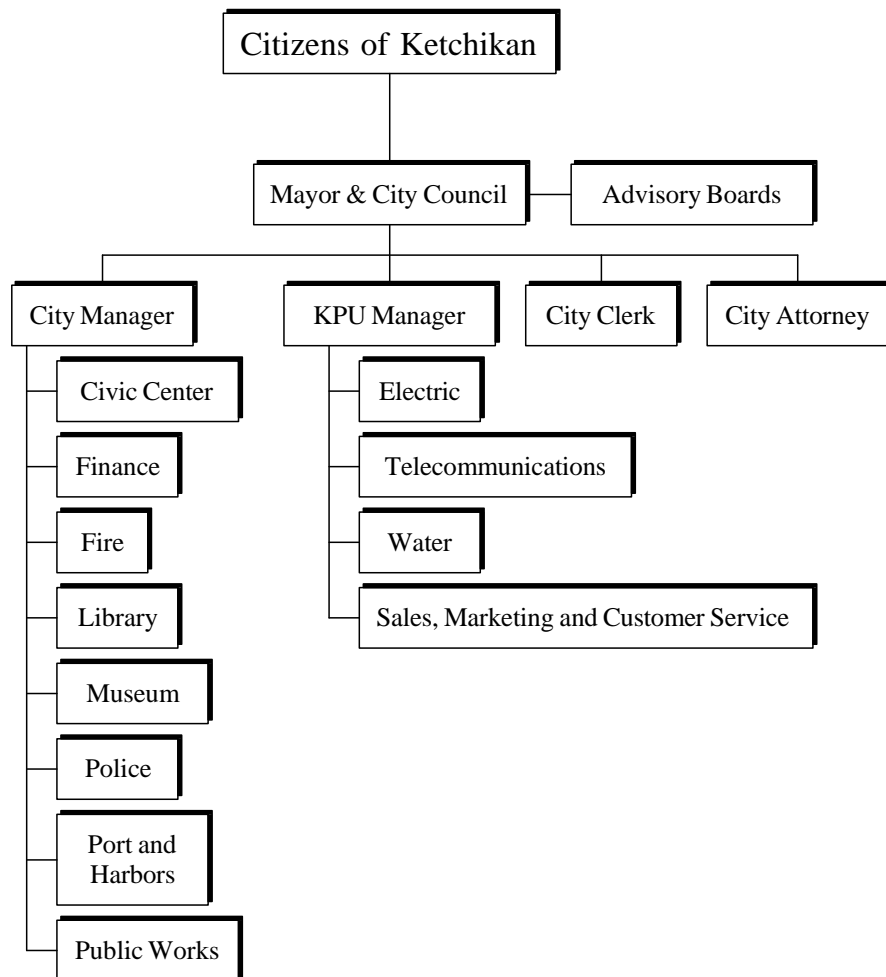 Citizens of Ketchikan
Mayor & City Council
Advisory Boards
City Manager
KPU Manager
City Clerk
City Attorney
Civic Center
Finance
Fire
Library
Museum
Police
Port and
Harbors
Public Works
Electric
Telecommunications
Water
Sales, Marketing and Customer Service